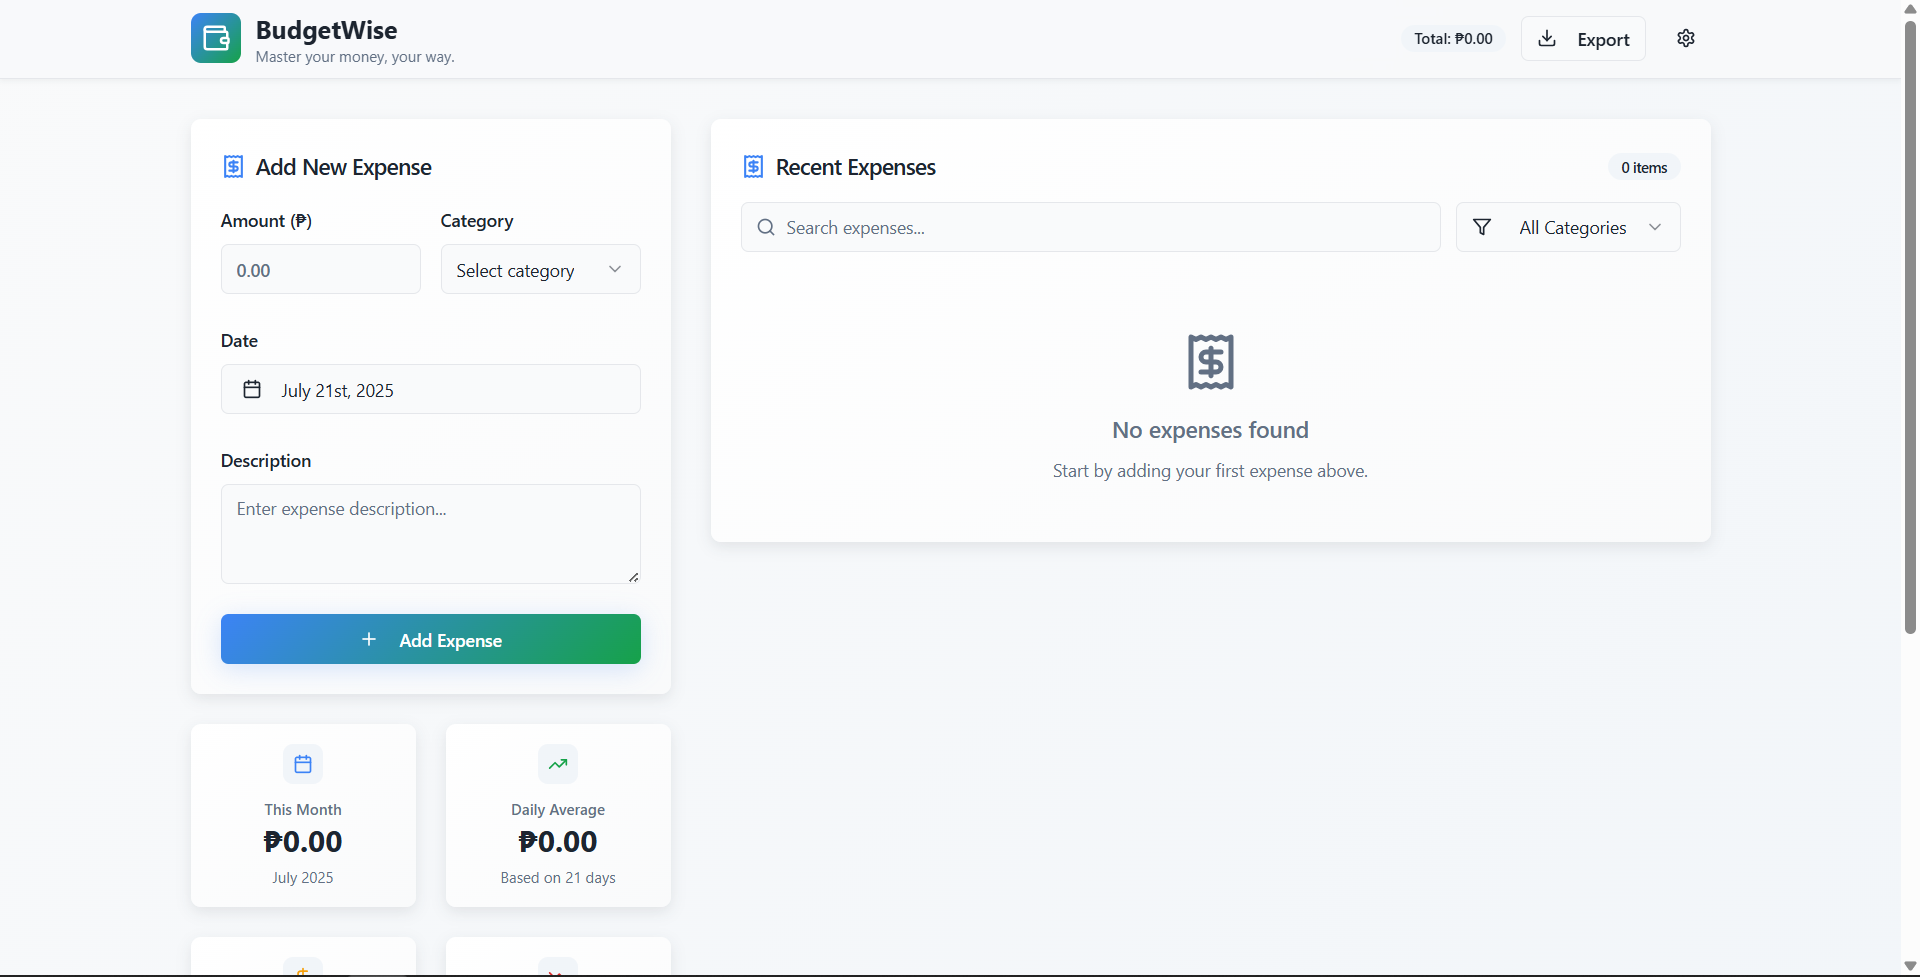 BudgetWise
Master your money, your way.
Total: ₱0.00
Export
Add New Expense
Amount (₱)
Category
0.00
Select category
Date
July 21st, 2025
Description
Enter expense description...
Add Expense
This Month
₱0.00
July 2025
Daily Average
₱0.00
Based on 21 days
Recent Expenses
0 items
Search expenses...
All Categories
No expenses found
Start by adding your first expense above.